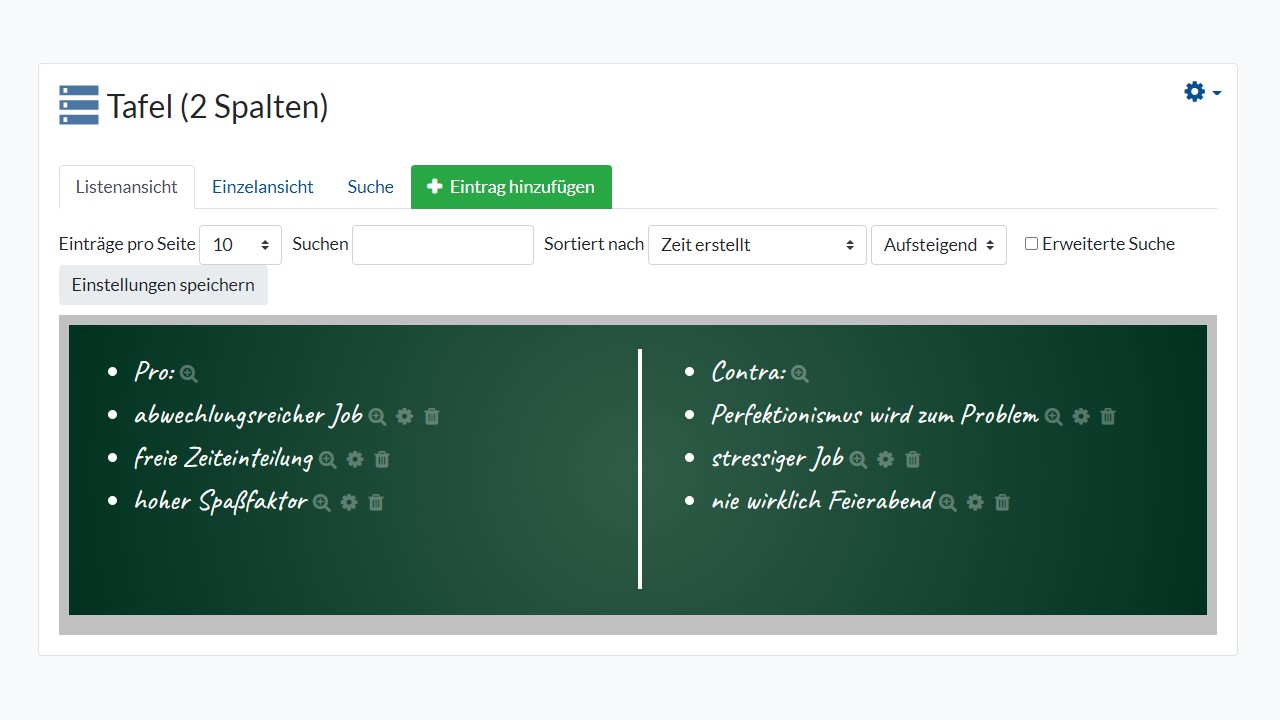 Tafel (2 Spalten)
Listenansicht Einzelansicht Suche Eintrag hinzufügen
Einträge pro Seite 10 Suchen Sortiert nach Zeit erstellt Aufsteigend Erweiterte Suche
Einstellungen speichern
Pro:
abwechlungsreicher Job
freie Zeiteinteilung
hoher Spaßfaktor
Contra:
Perfektionismus wird zum Problem
stressiger Job
nie wirklich Feierabend